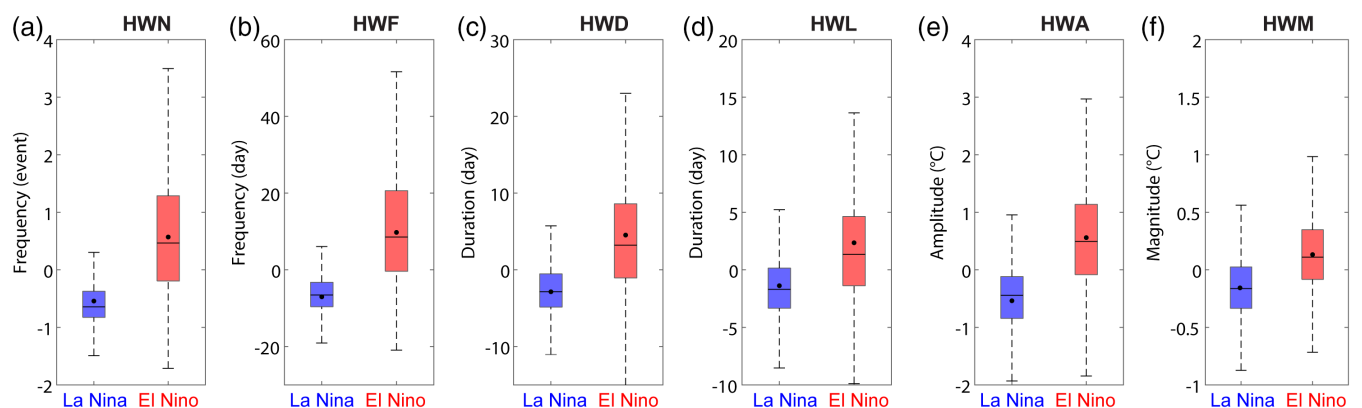 (a) HWN
4
3
2
1
0
-1
-2
Frequency (event)
La Nina El Nino
(b) HWF
60
40
20
0
-20
Frequency (day)
La Nina El Nino
(c) HWD
30
20
10
0
-10
Duration (day)
La Nina El Nino
(d) HWL
20
15
10
5
0
-5
-10
Duration (day)
La Nina El Nino
(e) HWA
4
3
2
1
0
-1
-2
Amplitude (°C)
La Nina El Nino
(f) HWM
2
1.5
1
0.5
0
-0.5
-1
Magnitude (°C)
La Nina El Nino